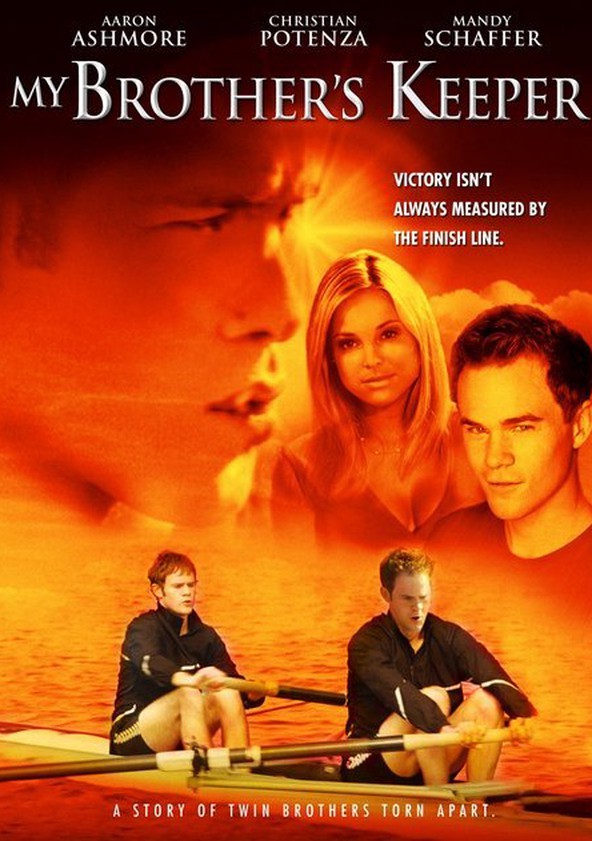 AARON
ASHMORE
CHRISTIAN
POTENZA
MANDY
SCHAFFER
MY BROTHER'S KEEPER
VICTORY ISN'T
ALWAYS MEASURED BY
THE FINISH LINE.
A STORY OF TWIN BROTHERS TORN APART.